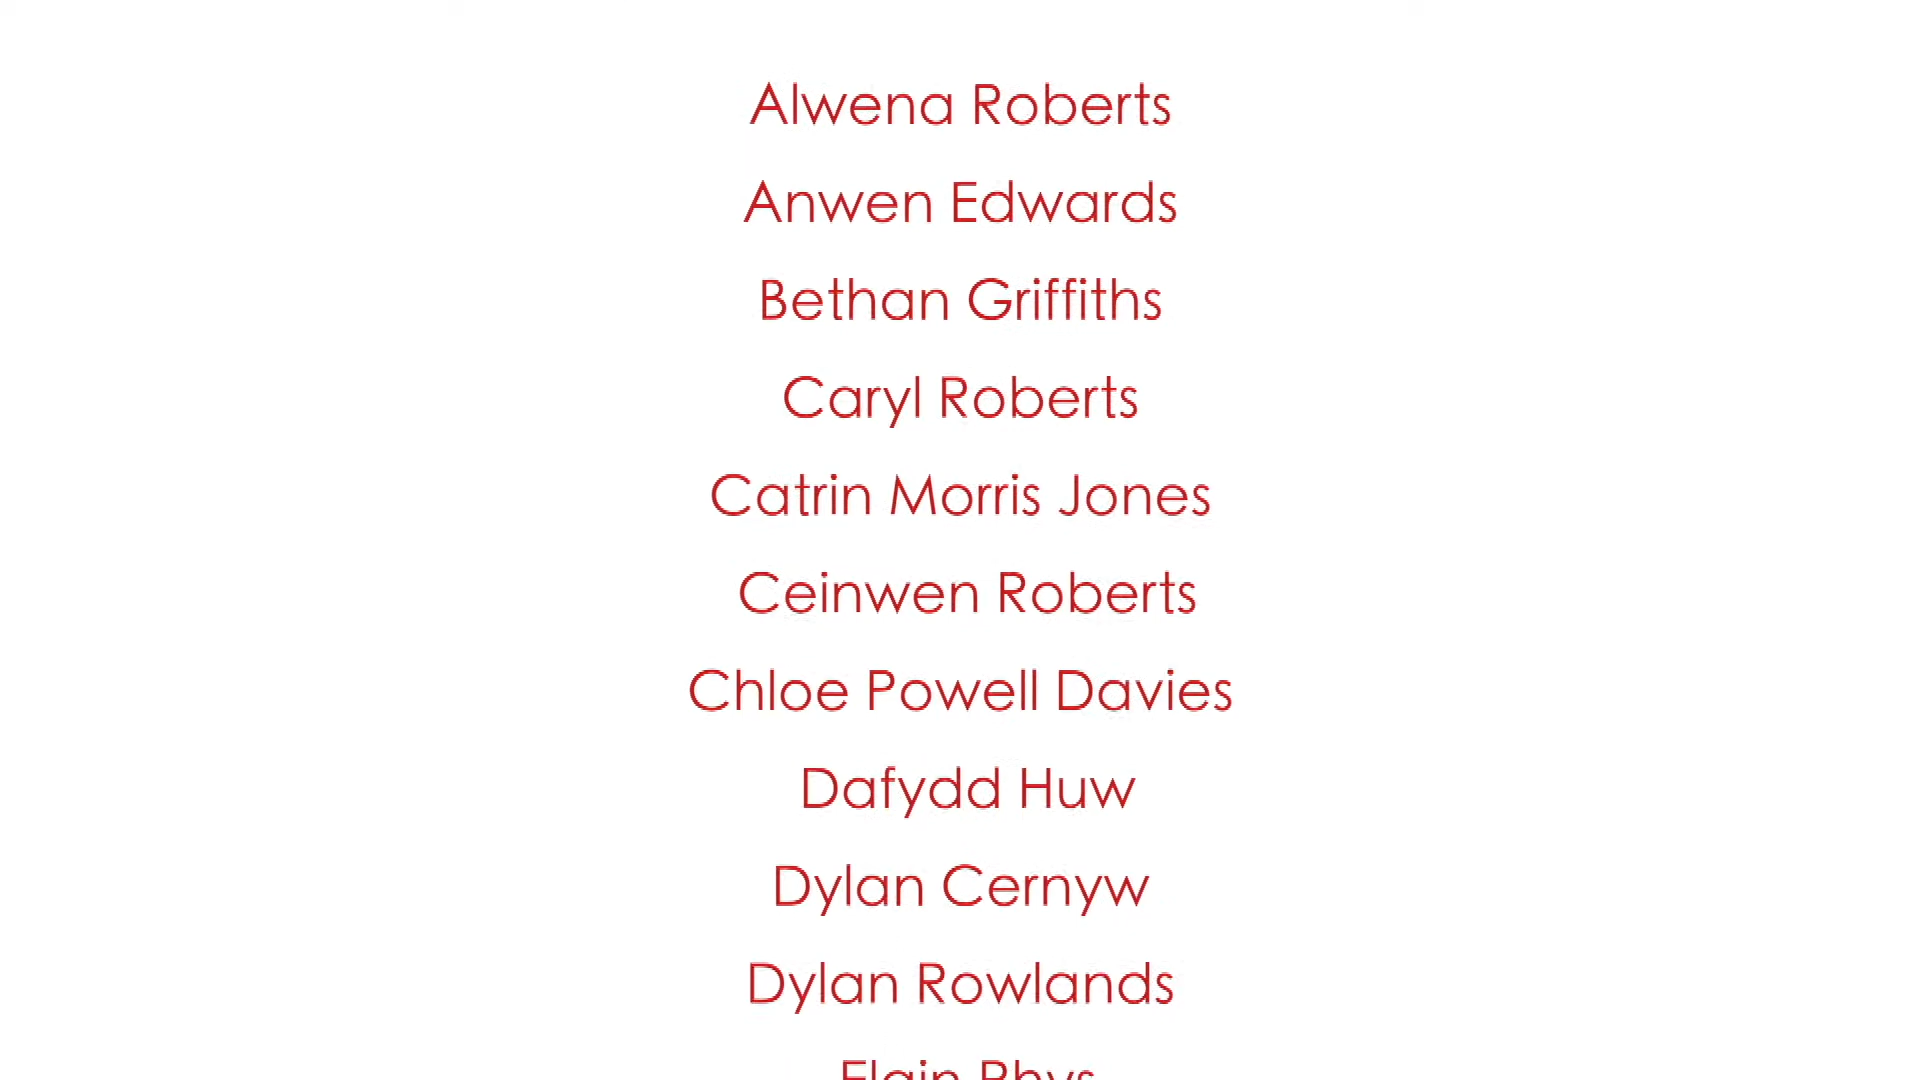 Alwena Roberts
Anwen Edwards
Bethan Griffiths
Caryl Roberts
Catrin Morris Jones
Ceinwen Roberts
Chloe Powell Davies
Dafydd Huw
Dylan Cernyw
Dylan Rowlands